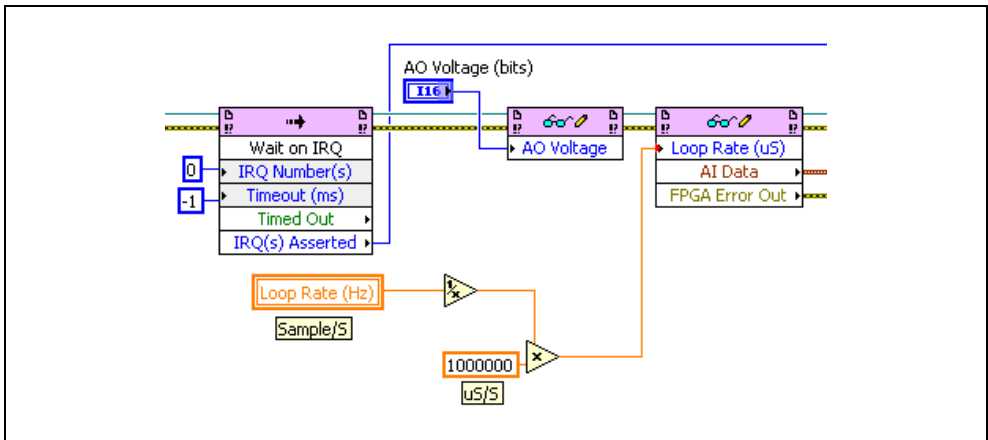 AO Voltage (bits)
I16
Wait on IRQ
AO Voltage
Loop Rate (uS)
0
IRQ Number(s)
AI Data
-1
Timeout (ms)
FPGA Error Out
Timed Out
IRQ(s) Asserted
Loop Rate (Hz)
1/x
Sample/S
x
1000000
uS/S